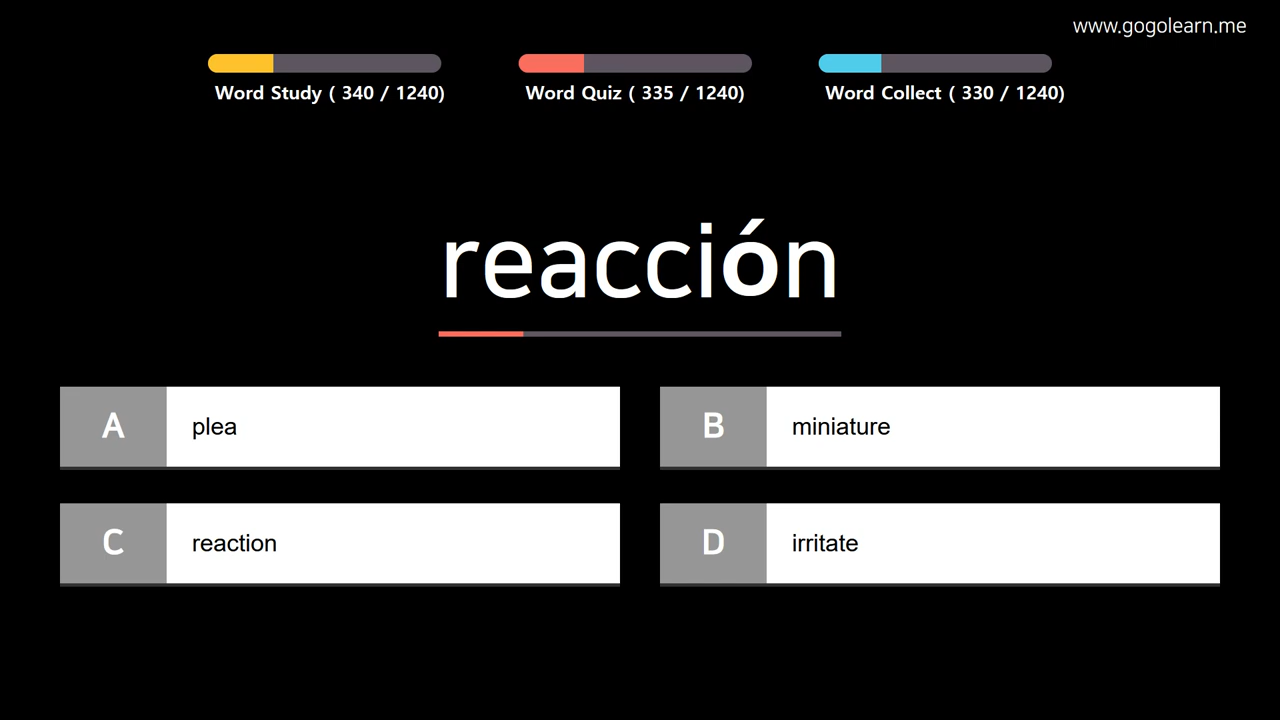 www.gogolearn.me
Word Study ( 340 / 1240)
Word Quiz ( 335 / 1240)
Word Collect ( 330 / 1240)
reacción
A plea
B miniature
C reaction
D irritate